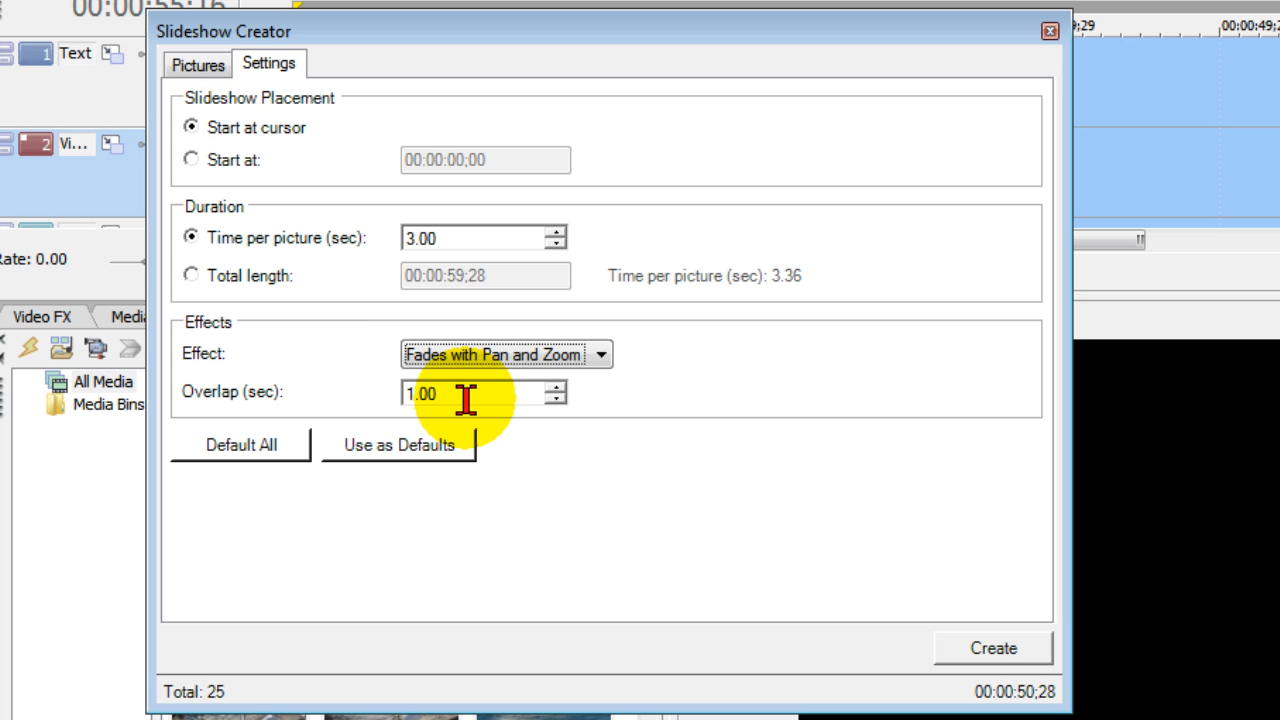 00:00:55;16
Slideshow Creator
;29
,00:00:49;2
Pictures
Settings
1 Text
Slideshow Placement
Start at cursor
2 Vi...
Start at: 00:00:00;00
Duration
Time per picture (sec): 3.00
Rate: 0.00
Total length: 00:00:59;28 Time per picture (sec): 3.36
Video FX
Media
Effects
Effect: Fades with Pan and Zoom
All Media
Overlap (sec): 1.00
Media Bins
Default All
Use as Defaults
Create
Total: 25
00:00:50;28